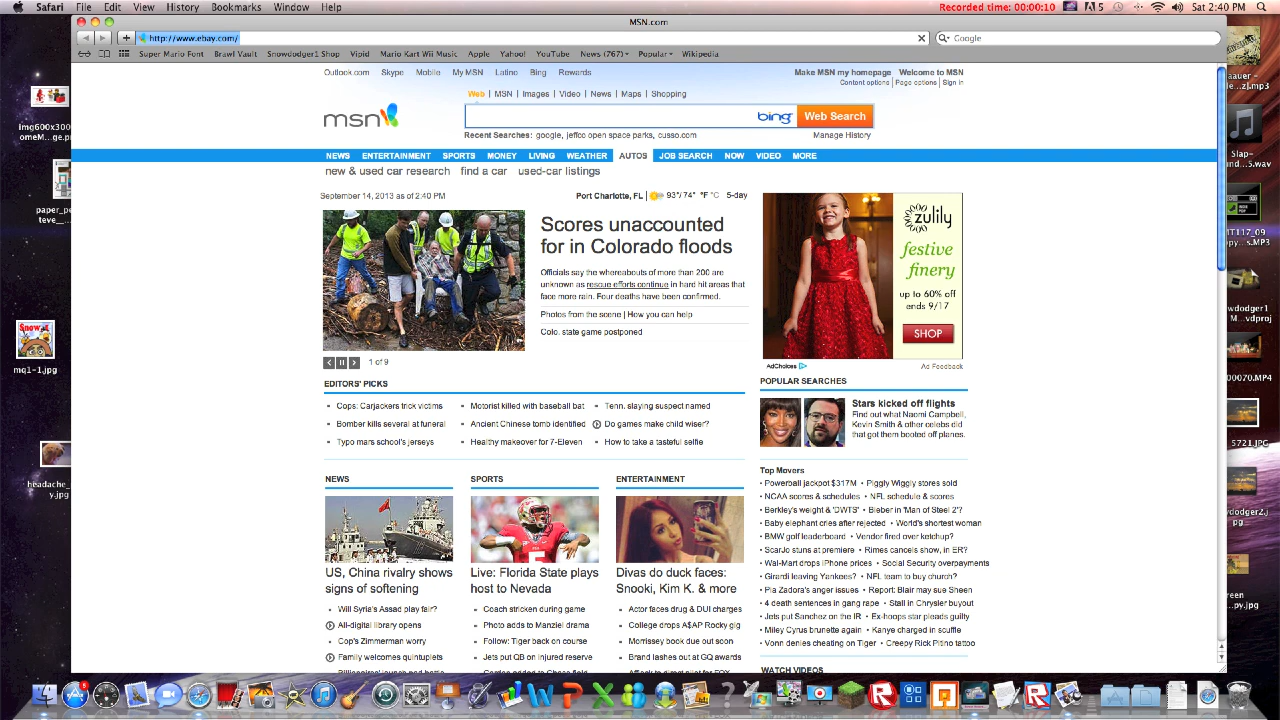 Safari File Edit View History Bookmarks Window Help
Recorded time: 00:00:10
5
Sat 2:40 PM
MSN.com
http://www.ebay.com/
Google
Super Mario Font Brawl Vault Snowdodger1 Shop Vipid Mario Kart Wii Music Apple Yahoo! YouTube News (767) Popular Wikipedia
Outlook.com Skype Mobile My MSN Latino Bing Rewards
Make MSN my homepage Welcome to MSN
Content options | Page options | Sign in
Web | MSN | Images | Video | News | Maps | Shopping
msn
bing
Web Search
Recent Searches: google, jeffco open space parks, cusso.com
Manage History
NEWS ENTERTAINMENT SPORTS MONEY LIVING WEATHER AUTOS JOB SEARCH NOW VIDEO MORE
new & used car research find a car used-car listings
September 14, 2013 as of 2:40 PM
Port Charlotte, FL | 93°/74° °F °C 5-day
Scores unaccounted
for in Colorado floods
Officials say the whereabouts of more than 200 are
unknown as rescue efforts continue in hard hit areas that
face more rain. Four deaths have been confirmed.
Photos from the scene | How you can help
Colo. state game postponed
1 of 9
zulily
festive
finery
up to 60% off
ends 9/17
SHOP
AdChoices
Ad Feedback
EDITORS' PICKS
Cops: Carjackers trick victims
Bomber kills several at funeral
Typo mars school's jerseys
Motorist killed with baseball bat
Ancient Chinese tomb identified
Healthy makeover for 7-Eleven
Tenn. slaying suspect named
Do games make child wiser?
How to take a tasteful selfie
POPULAR SEARCHES
Stars kicked off flights
Find out what Naomi Campbell,
Kevin Smith & other celebs did
that got them booted off planes.
NEWS
US, China rivalry shows
signs of softening
Will Syria's Assad play fair?
All-digital library opens
Cop's Zimmerman worry
Family welcomes quintuplets
SPORTS
Live: Florida State plays
host to Nevada
Coach stricken during game
Photo adds to Manziel drama
Follow: Tiger back on course
Jets put OB on injured reserve
ENTERTAINMENT
Divas do duck faces:
Snooki, Kim K. & more
Actor faces drug & DUI charges
College drops A$AP Rocky gig
Morrissey book due out soon
Brand lashes out at GQ awards
Top Movers
Powerball jackpot $317M • Piggly Wiggly stores sold
NCAA scores & schedules • NFL schedule & scores
Berkley's weight & 'DWTS' • Bieber in 'Man of Steel 2'?
Baby elephant cries after rejected • World's shortest woman
BMW golf leaderboard • Vendor fired over ketchup?
ScarJo stuns at premiere • Rimes cancels show, in ER?
Wal-Mart drops iPhone prices • Social Security overpayments
Girardi leaving Yankees? • NFL team to buy church?
Pia Zadora's anger issues • Report: Blair may sue Sheen
4 death sentences in gang rape • Stall in Chrysler buyout
Jets put Sanchez on the IR • Ex-hoops star pleads guilty
Miley Cyrus brunette again • Kanye charged in scuffle
Vonn denies cheating on Tiger • Creepy Rick Pitino tattoo
WATCH VIDEOS
img600x300
mq1-1.jpg
5721.JPG
00070.MP4